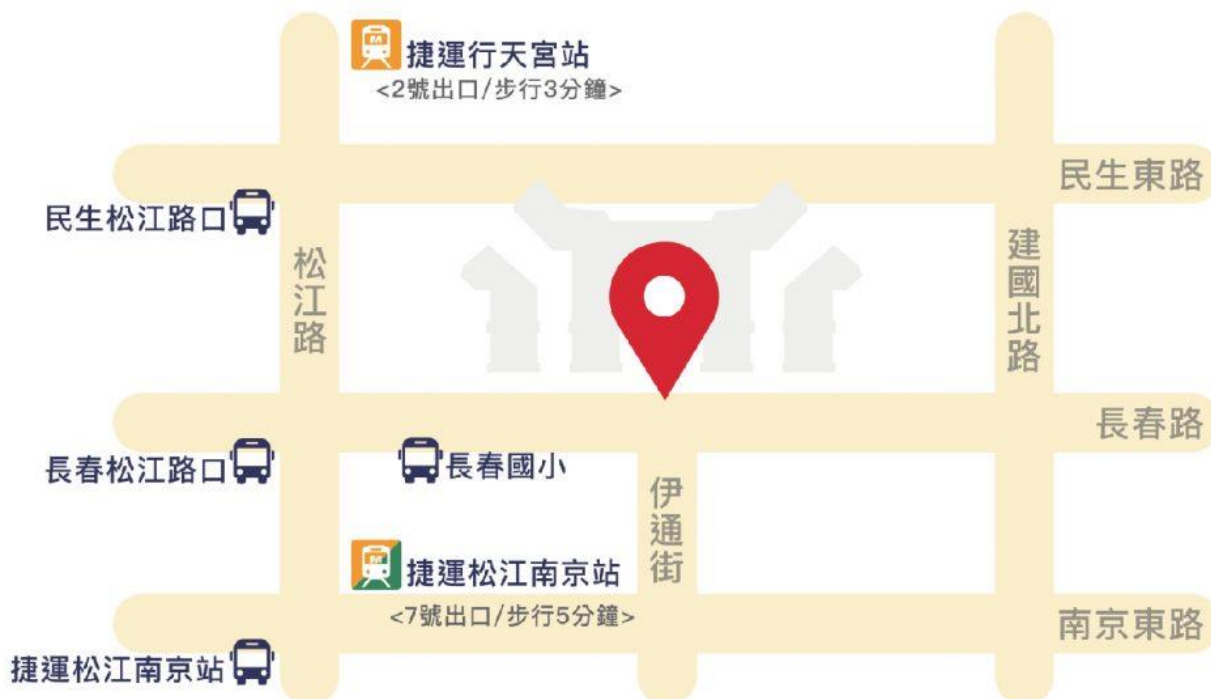 捷運行天宮站
<2號出口/步行3分鐘>
民生東路
民生松江路口
松江路
建國北路
長春路
長春松江路口
長春國小
伊通街
捷運松江南京站
<7號出口/步行5分鐘>
南京東路
捷運松江南京站